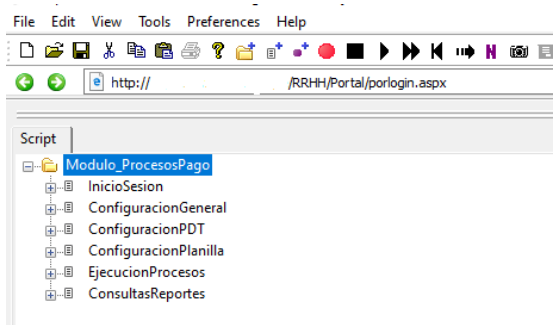 File Edit View Tools Preferences Help
http:// /RRHH/Portal/porlogin.aspx
Script
Modulo_ProcesosPago
InicioSesion
ConfiguracionGeneral
ConfiguracionPDT
ConfiguracionPlanilla
EjecucionProcesos
ConsultasReportes